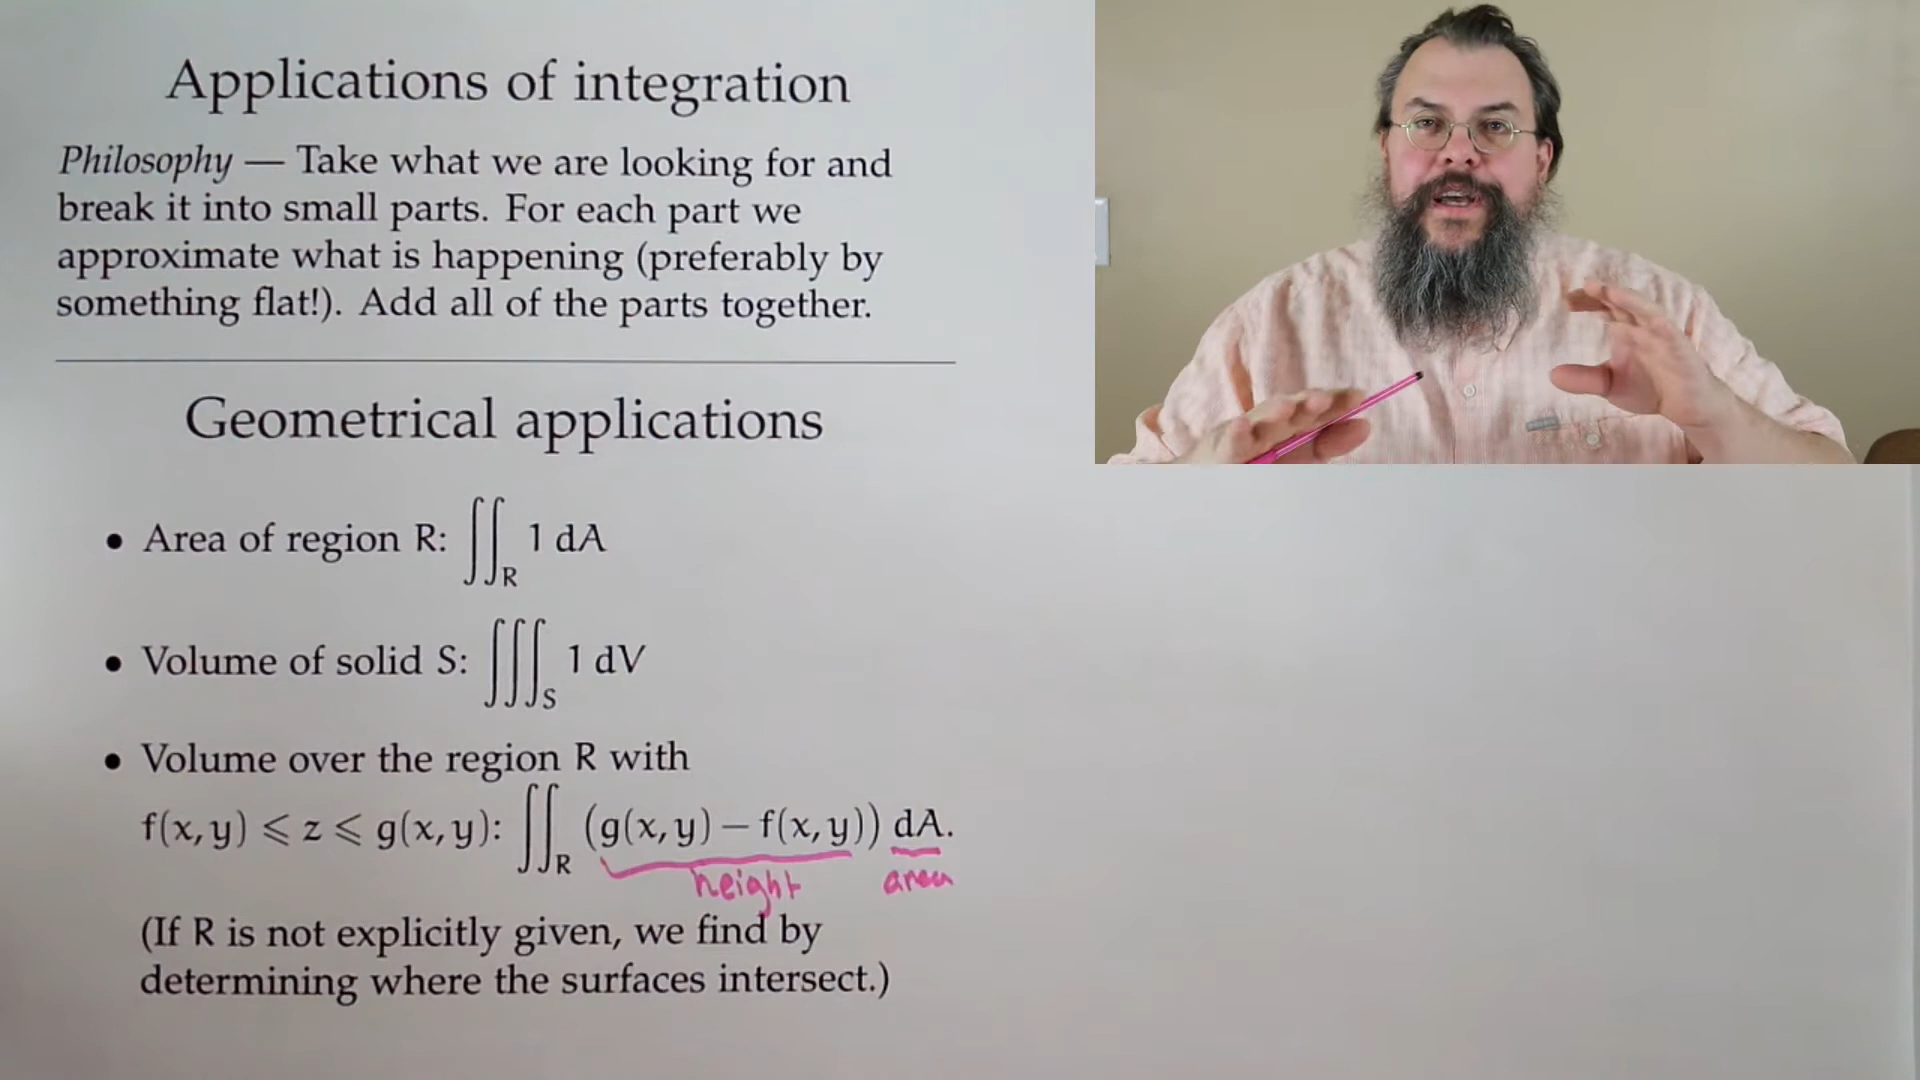 Applications of integration
Philosophy — Take what we are looking for and
break it into small parts. For each part we
approximate what is happening (preferably by
something flat!). Add all of the parts together.
Geometrical applications
• Area of region R: ∬_R 1 dA
• Volume of solid S: ∭_S 1 dV
• Volume over the region R with
f(x,y) ⩽ z ⩽ g(x,y): ∬_R (g(x,y) − f(x,y)) dA.
height area
(If R is not explicitly given, we find by
determining where the surfaces intersect.)